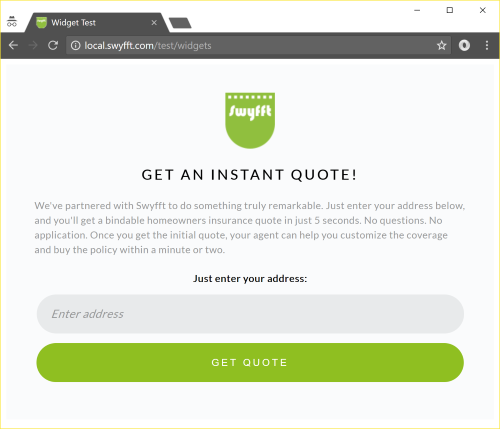 Widget Test
local.swyfft.com/test/widgets
Swyfft
GET AN INSTANT QUOTE!
We've partnered with Swyfft to do something truly remarkable. Just enter your address below,
and you'll get a bindable homeowners insurance quote in just 5 seconds. No questions. No
application. Once you get the initial quote, your agent can help you customize the coverage
and buy the policy within a minute or two.
Just enter your address:
Enter address
GET QUOTE